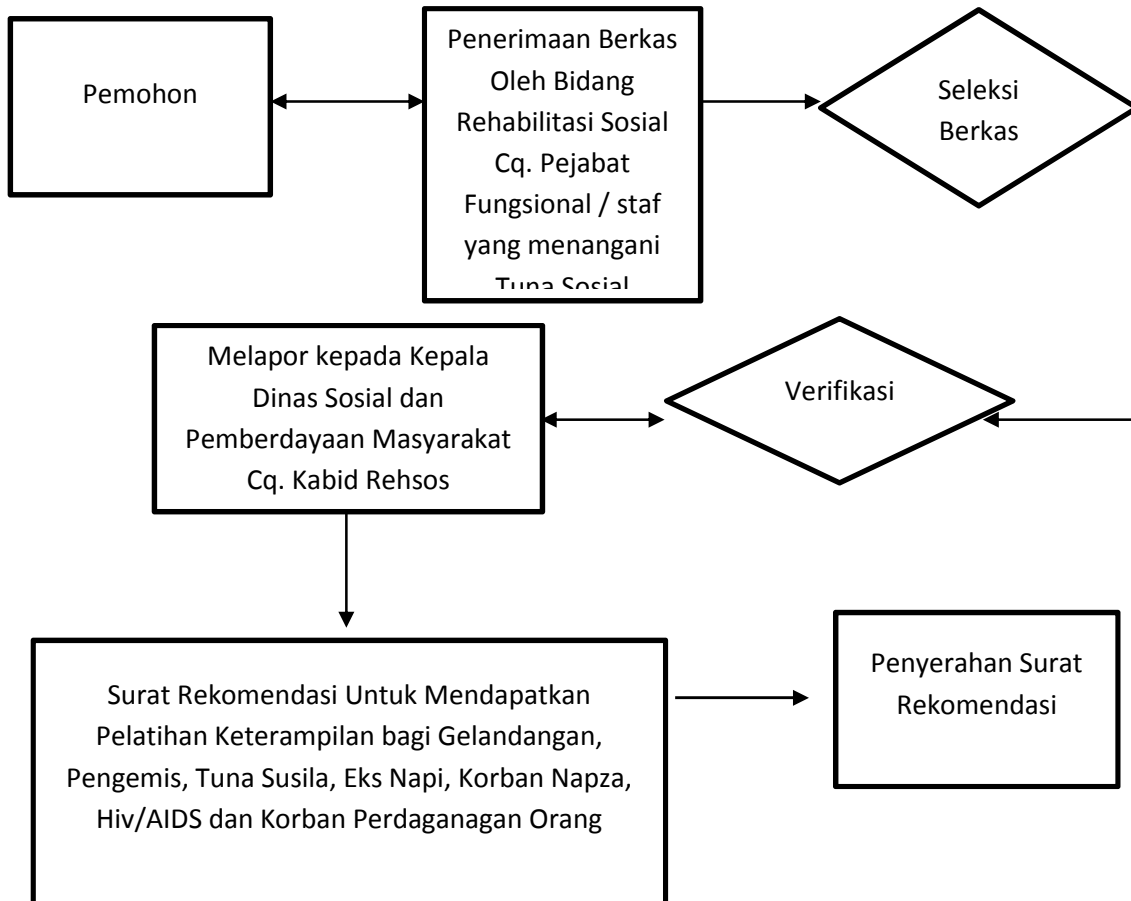 Pemohon
Penerimaan Berkas
Oleh Bidang
Rehabilitasi Sosial
Cq. Pejabat
Fungsional / staf
yang menangani
Tuna Sosial
Seleksi
Berkas
Melapor kepada Kepala
Dinas Sosial dan
Pemberdayaan Masyarakat
Cq. Kabid Rehsos
Verifikasi
Surat Rekomendasi Untuk Mendapatkan
Pelatihan Keterampilan bagi Gelandangan,
Pengemis, Tuna Susila, Eks Napi, Korban Napza,
Hiv/AIDS dan Korban Perdaganagan Orang
Penyerahan Surat
Rekomendasi